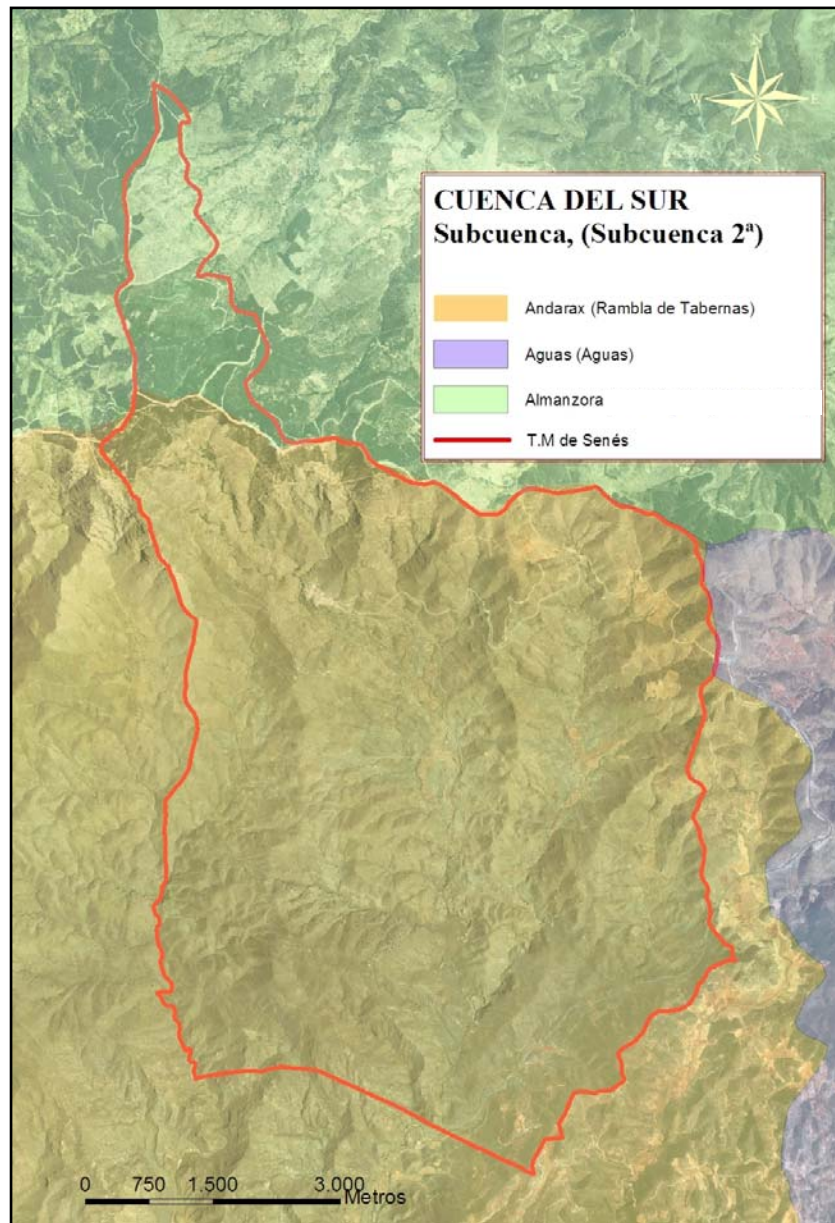 N
W E
S
CUENCA DEL SUR
Subcuenca, (Subcuenca 2ª)
Andarax (Rambla de Tabernas)
Aguas (Aguas)
Almanzora
T.M de Senés
0 750 1.500 3.000
Metros